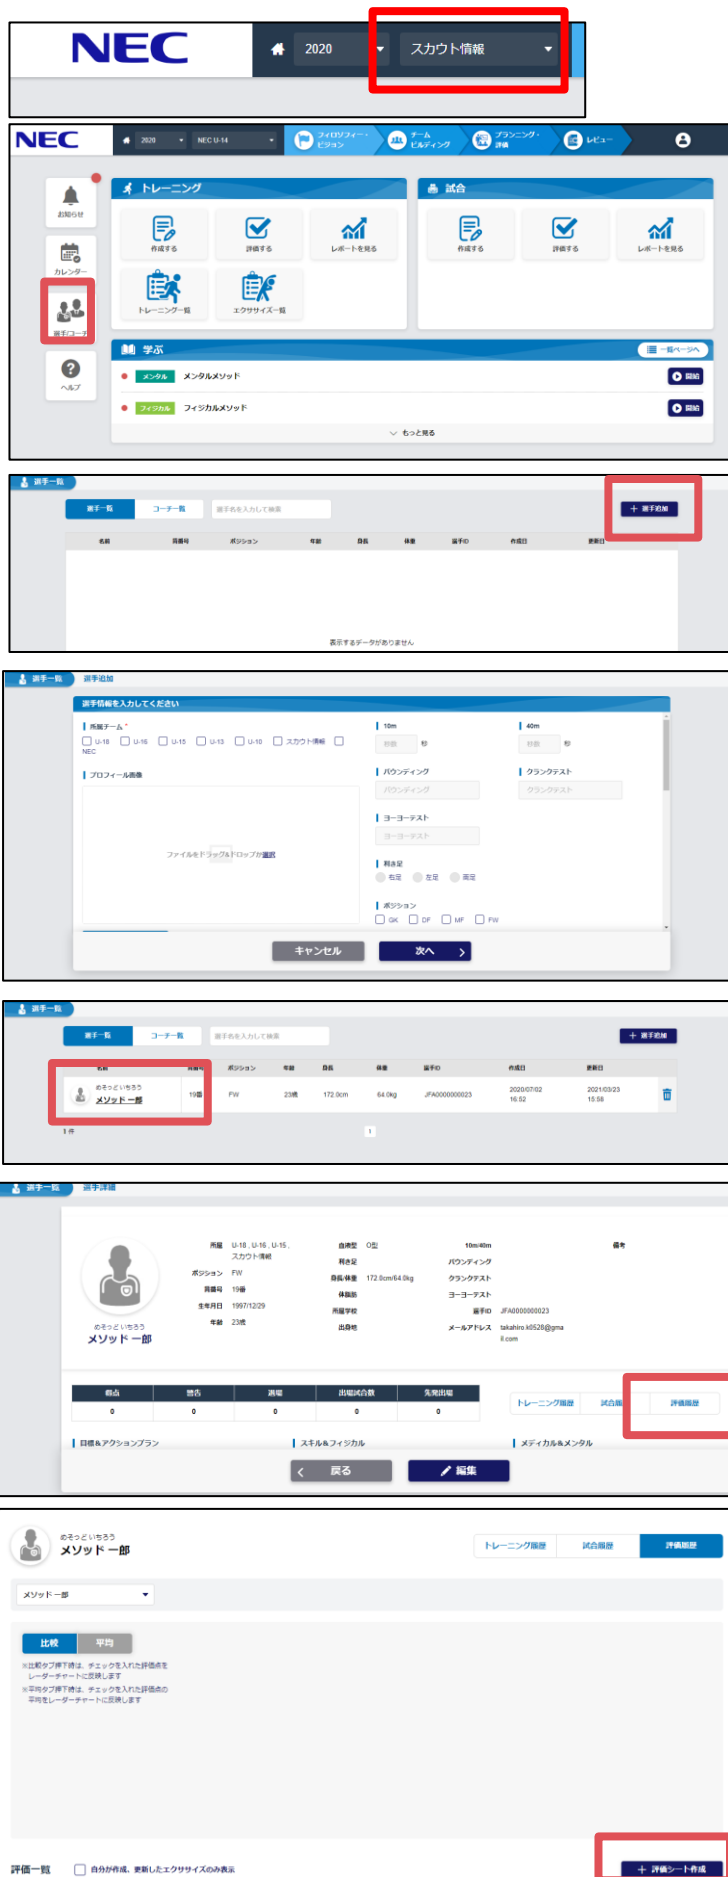 NEC 2020 スカウト情報
NEC 2020 NEC U-14 フィロソフィー・ビジョン チームビルディング プランニング・評価 レビュー
お知らせ
カレンダー
選手/コーチ
ヘルプ
トレーニング
作成する 評価する レポートを見る
トレーニング一覧 エクササイズ一覧
試合
作成する 評価する レポートを見る
学ぶ 一覧ページへ
メンタル メンタルメソッド 開始
フィジカル フィジカルメソッド 開始
もっと見る
選手一覧
選手一覧 コーチ一覧 選手名を入力して検索 + 選手追加
名前 背番号 ポジション 年齢 身長 体重 選手ID 作成日 更新日
表示するデータがありません
選手一覧 選手追加
選手情報を入力してください
所属チーム *
U-18 U-16 U-15 U-13 U-10 スカウト情報
NEC
プロフィール画像
ファイルをドラッグ&ドロップか選択
10m 40m
秒数 秒 秒数 秒
バウンディング クランクテスト
バウンディング クランクテスト
ヨーヨーテスト
ヨーヨーテスト
利き足
右足 左足 両足
ポジション
GK DF MF FW
キャンセル 次へ
選手一覧
選手一覧 コーチ一覧 選手名を入力して検索 + 選手追加
名前 背番号 ポジション 年齢 身長 体重 選手ID 作成日 更新日
めそっど いちろう
メソッド 一郎 19番 FW 23歳 172.0cm 64.0kg JFA0000000023 2020/07/02 16:52 2021/03/23 15:58
1 件 1
選手一覧 選手詳細
めそっど いちろう
メソッド 一郎
所属 U-18 , U-16 , U-15 ,
スカウト情報
ポジション FW
背番号 19番
生年月日 1997/12/29
年齢 23歳
血液型 O型
利き足
身長/体重 172.0cm/64.0kg
体脂肪
所属学校
出身地
10m/40m
バウンディング
クランクテスト
ヨーヨーテスト
選手ID JFA0000000023
メールアドレス takahiro.k0528@gma
il.com
備考
得点 警告 退場 出場試合数 先発出場
0 0 0 0 0
トレーニング履歴 試合履 評価履歴
目標&アクションプラン スキル&フィジカル メディカル&メンタル
戻る 編集
めそっど いちろう
メソッド 一郎
トレーニング履歴 試合履歴 評価履歴
メソッド 一郎
比較 平均
※比較タブ押下時は、チェックを入れた評価点を
レーダーチャートに反映します
※平均タブ押下時は、チェックを入れた評価点の
平均をレーダーチャートに反映します
評価一覧 自分が作成、更新したエクササイズのみ表示 + 評価シート作成